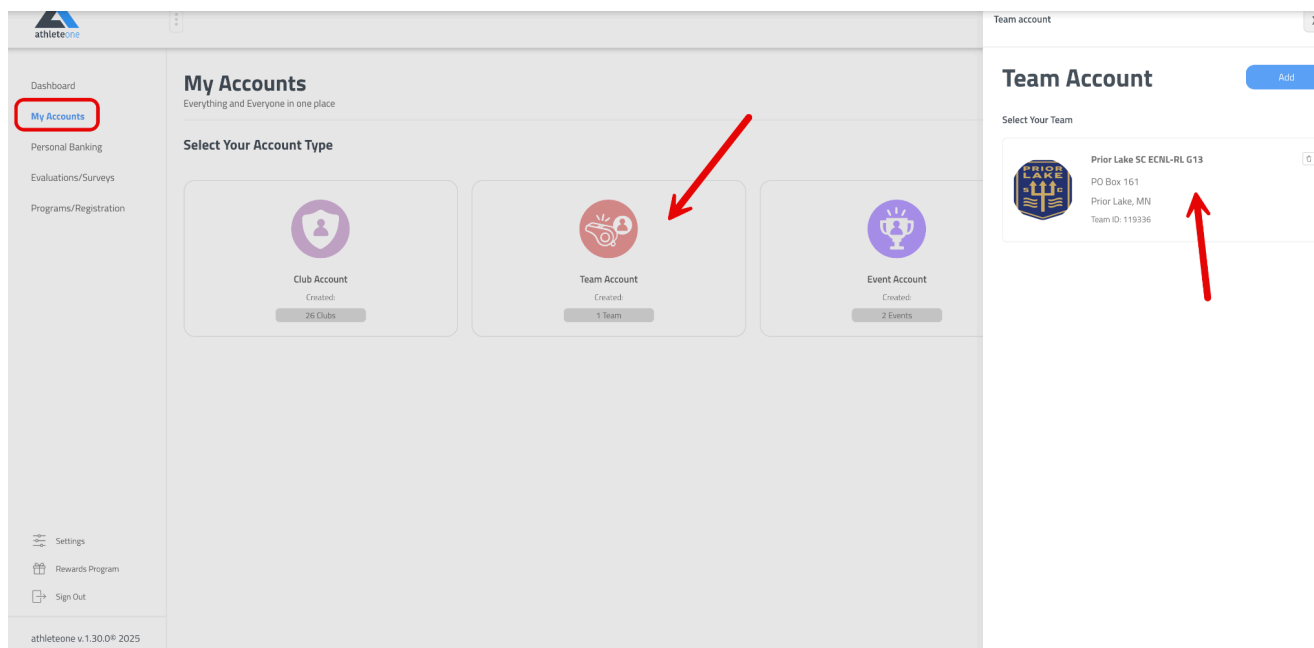 athleteone
Dashboard
My Accounts
Personal Banking
Evaluations/Surveys
Programs/Registration
Settings
Rewards Program
Sign Out
athleteone v.1.30.0® 2025
My Accounts
Everything and Everyone in one place
Select Your Account Type
Club Account
Created:
26 Clubs
Team Account
Created:
1 Team
Event Account
Created:
2 Events
Team account
Team Account
Add
Select Your Team
PRIOR
LAKE
S C
Prior Lake SC ECNL-RL G13
PO Box 161
Prior Lake, MN
Team ID: 119336